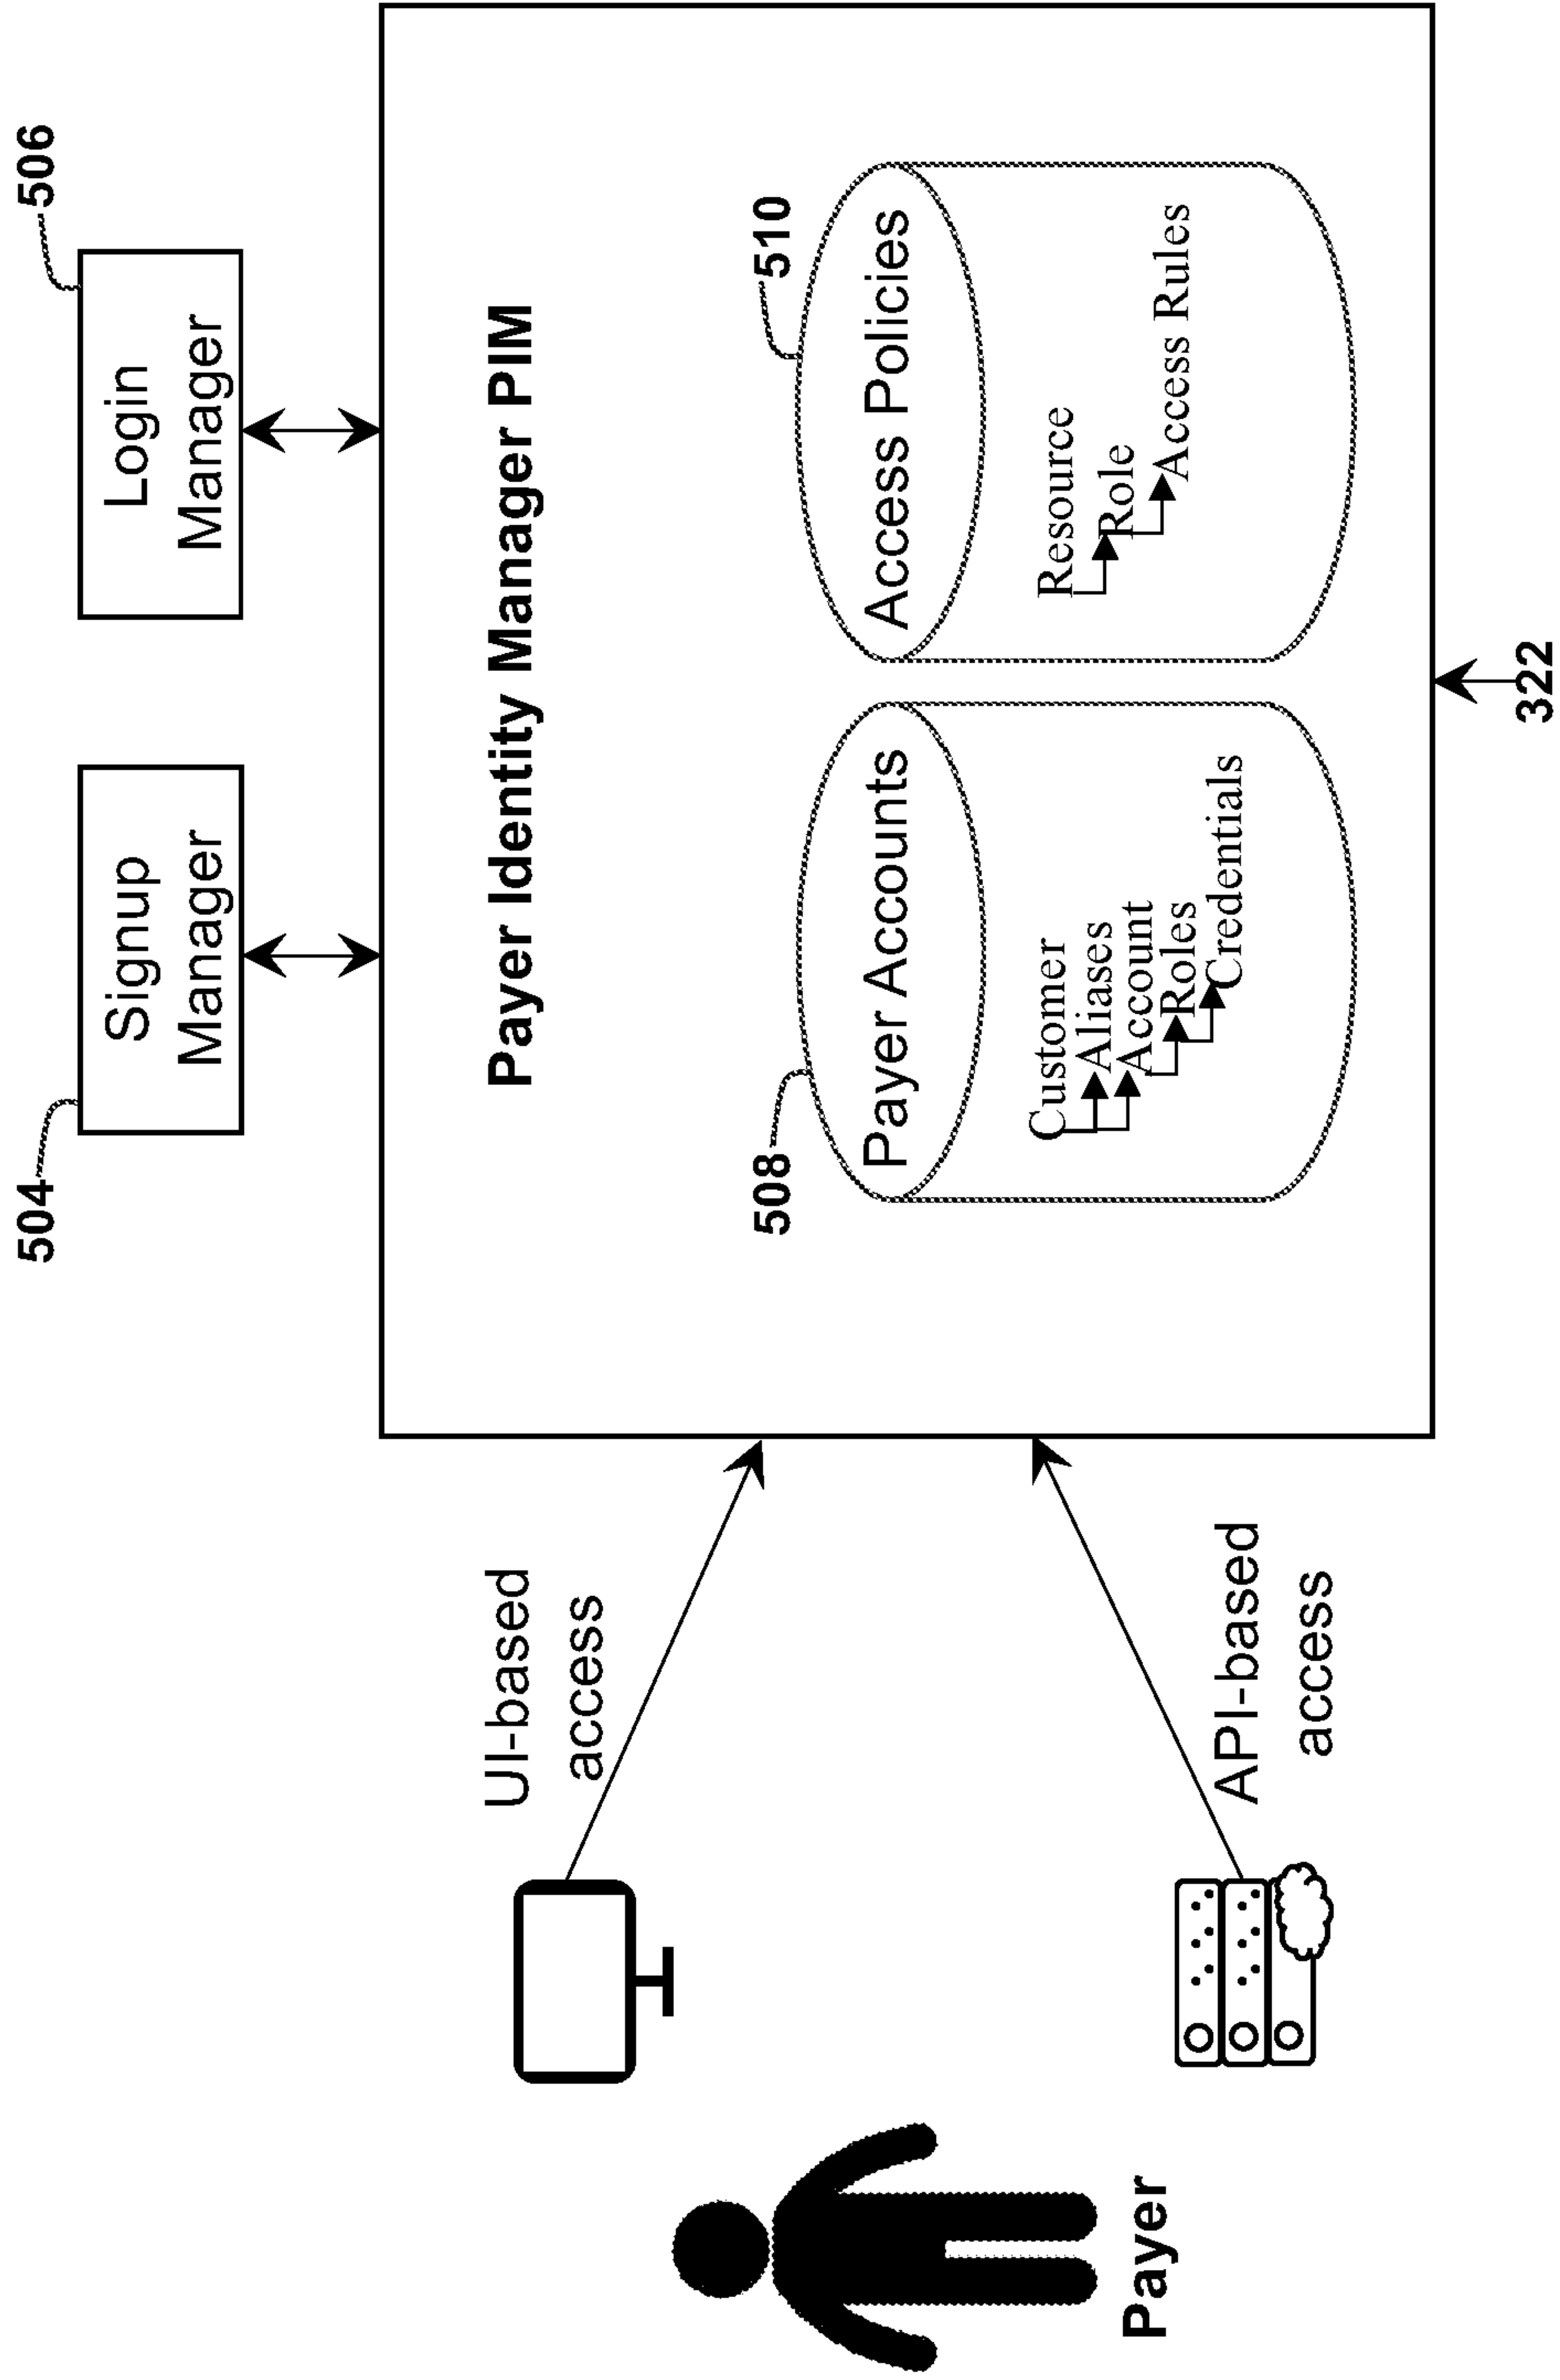 504
506
Signup
Manager
Login
Manager
Payer Identity Manager PIM
UI-based
access
508
510
Payer Accounts
Access Policies
Customer
Aliases
Account
Roles
Credentials
Resource
Role
Access Rules
API-based
access
Payer
322